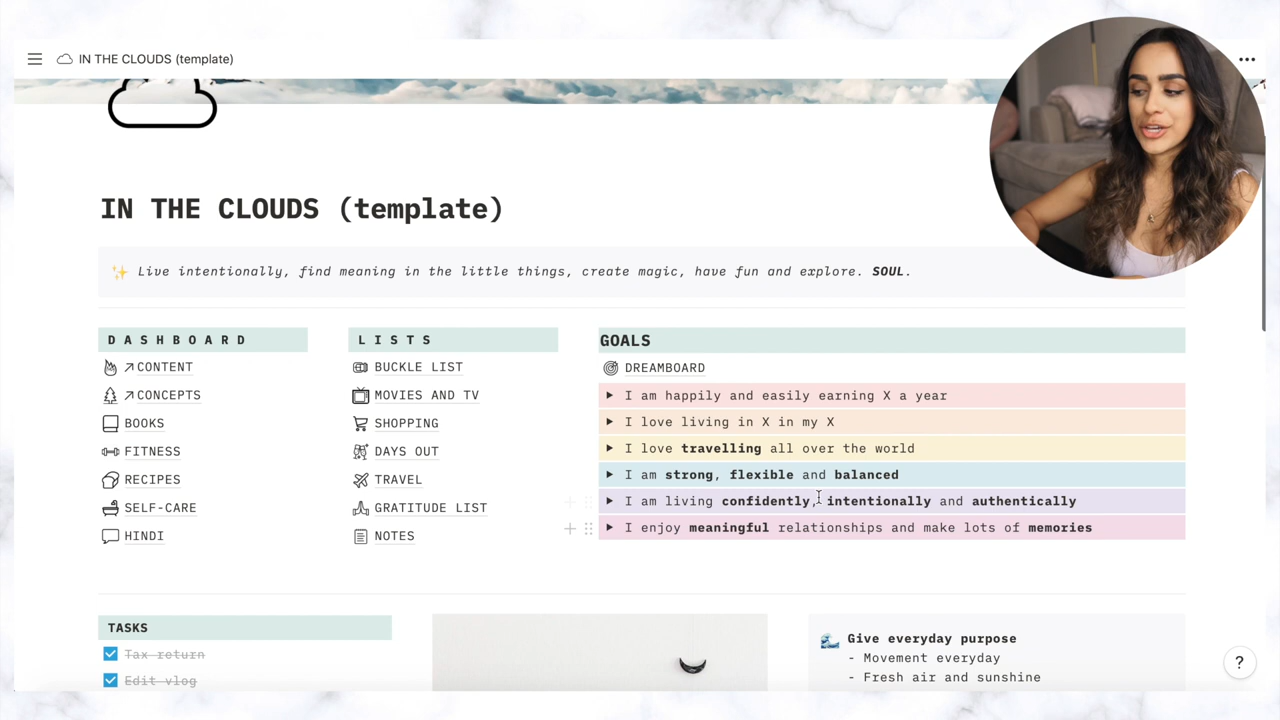 IN THE CLOUDS (template)
IN THE CLOUDS (template)
✨ Live intentionally, find meaning in the little things, create magic, have fun and explore. SOUL.
DASHBOARD
↗CONTENT
↗CONCEPTS
BOOKS
FITNESS
RECIPES
SELF-CARE
HINDI
LISTS
BUCKLE LIST
MOVIES AND TV
SHOPPING
DAYS OUT
TRAVEL
GRATITUDE LIST
NOTES
GOALS
DREAMBOARD
I am happily and easily earning X a year
I love living in X in my X
I love travelling all over the world
I am strong, flexible and balanced
I am living confidently, intentionally and authentically
I enjoy meaningful relationships and make lots of memories
TASKS
Tax return
Edit vlog
🌊 Give everyday purpose
- Movement everyday
- Fresh air and sunshine
?